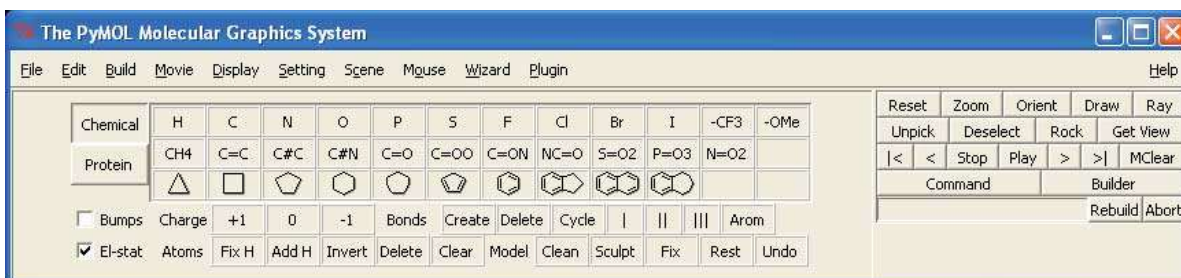 The PyMOL Molecular Graphics System
File Edit Build Movie Display Setting Scene Mouse Wizard Plugin Help
Chemical H C N O P S F Cl Br I -CF3 -OMe
Protein CH4 C=C C#C C#N C=O C=OO C=ON NC=O S=O2 P=O3 N=O2
Bumps Charge +1 0 -1 Bonds Create Delete Cycle | || ||| Arom
El-stat Atoms Fix H Add H Invert Delete Clear Model Clean Sculpt Fix Rest Undo
Reset Zoom Orient Draw Ray
Unpick Deselect Rock Get View
|< < Stop Play > >| MClear
Command Builder
Rebuild Abort